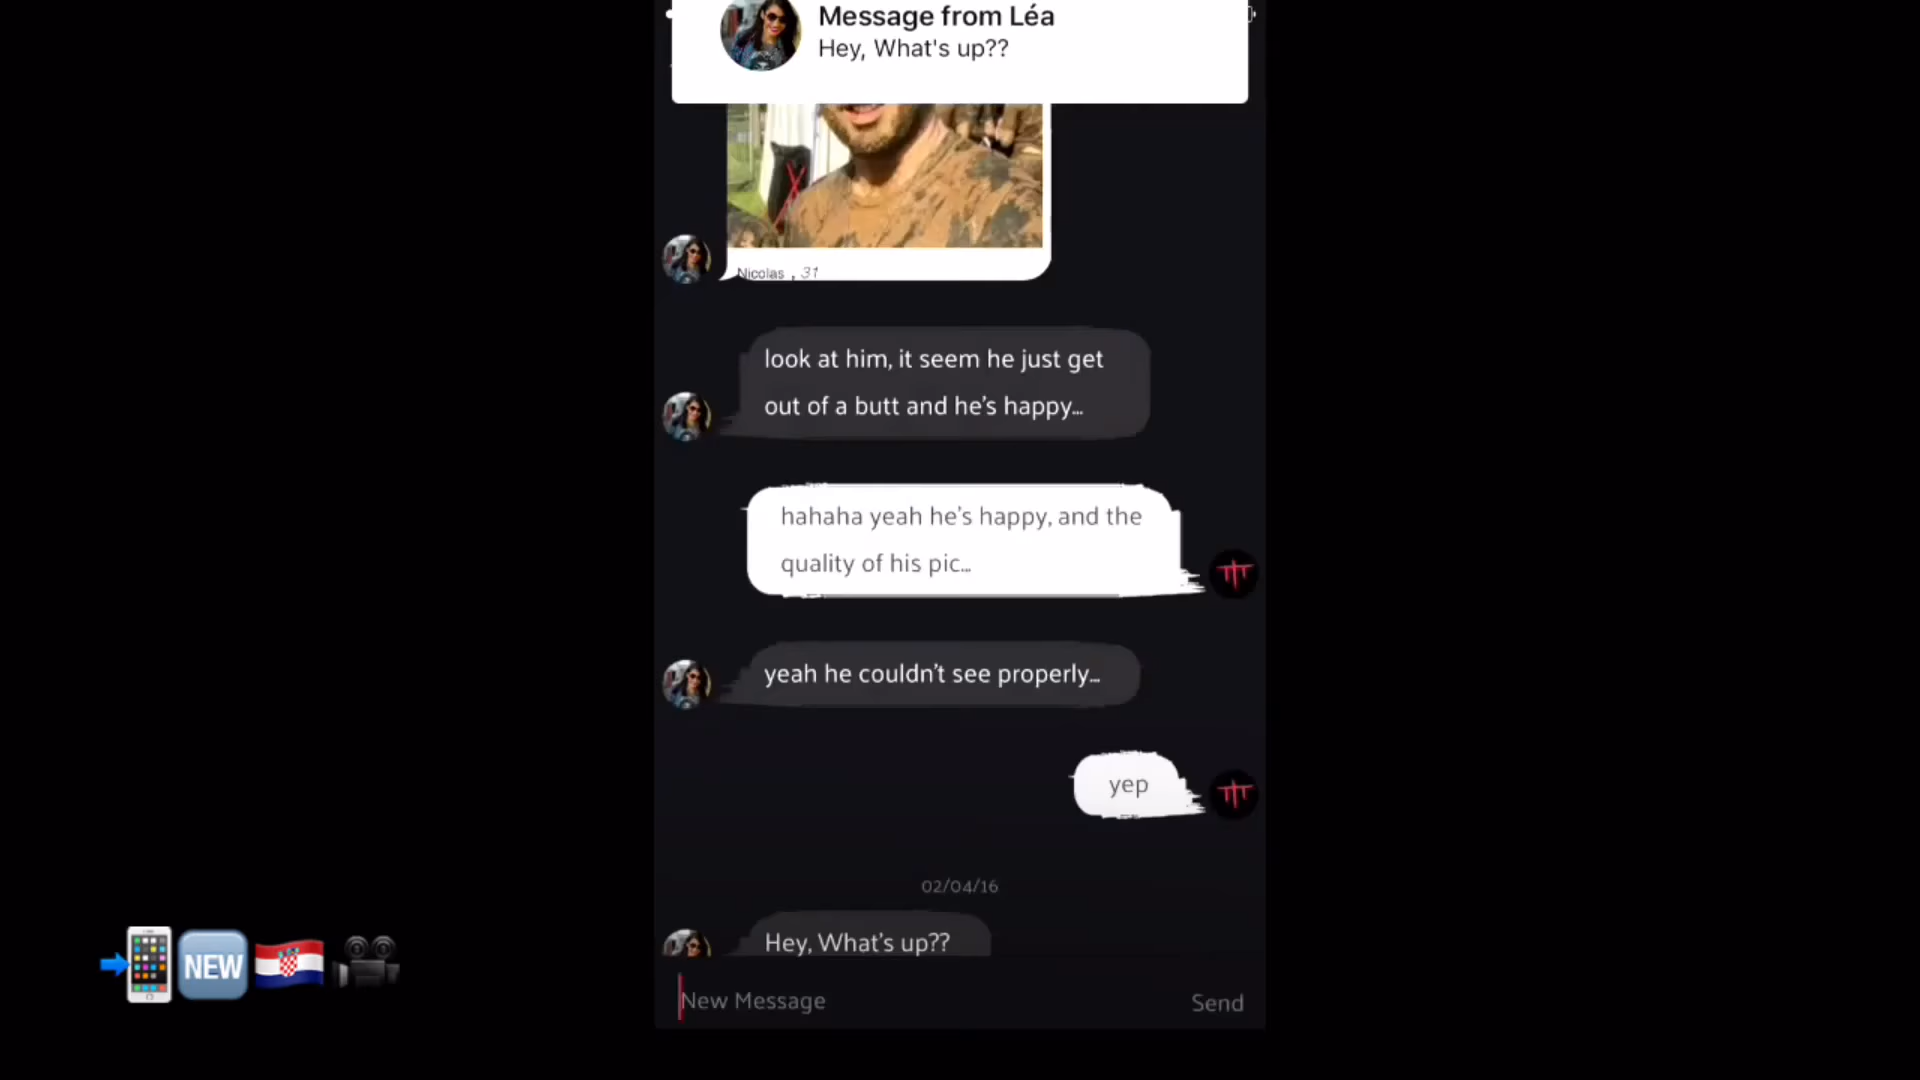 Message from Léa
Hey, What's up??
Nicolas , 31
look at him, it seem he just get
out of a butt and he's happy...
hahaha yeah he's happy, and the
quality of his pic...
yeah he couldn't see properly...
yep
02/04/16
Hey, What's up??
New Message
Send
NEW